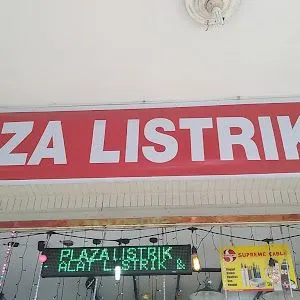 ZA LISTRIK
PLAZA LISTRIK
ALAT LISTRIK &
SUPREME CABLE